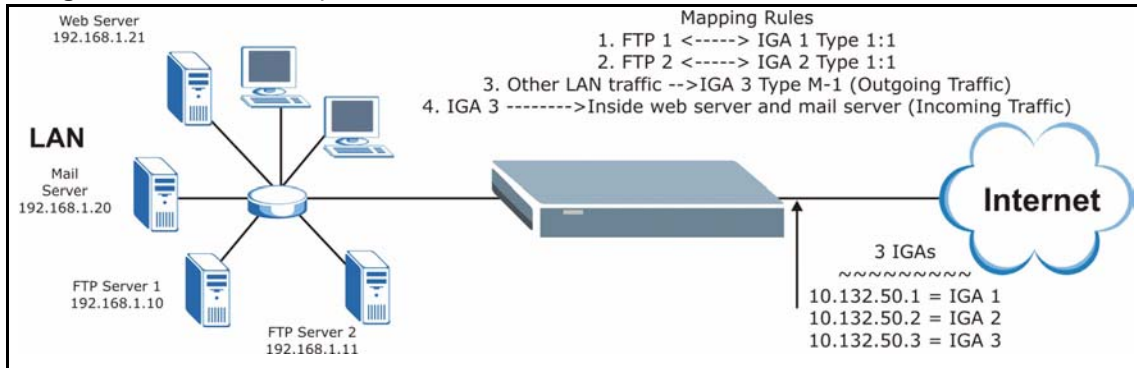 Web Server
192.168.1.21
Mapping Rules
1. FTP 1 <-----> IGA 1 Type 1:1
2. FTP 2 <-----> IGA 2 Type 1:1
3. Other LAN traffic -->IGA 3 Type M-1 (Outgoing Traffic)
4. IGA 3 -------->Inside web server and mail server (Incoming Traffic)
LAN
Mail
Server
192.168.1.20
FTP Server 1
192.168.1.10
FTP Server 2
192.168.1.11
Internet
3 IGAs
~~~~~~~~~
10.132.50.1 = IGA 1
10.132.50.2 = IGA 2
10.132.50.3 = IGA 3